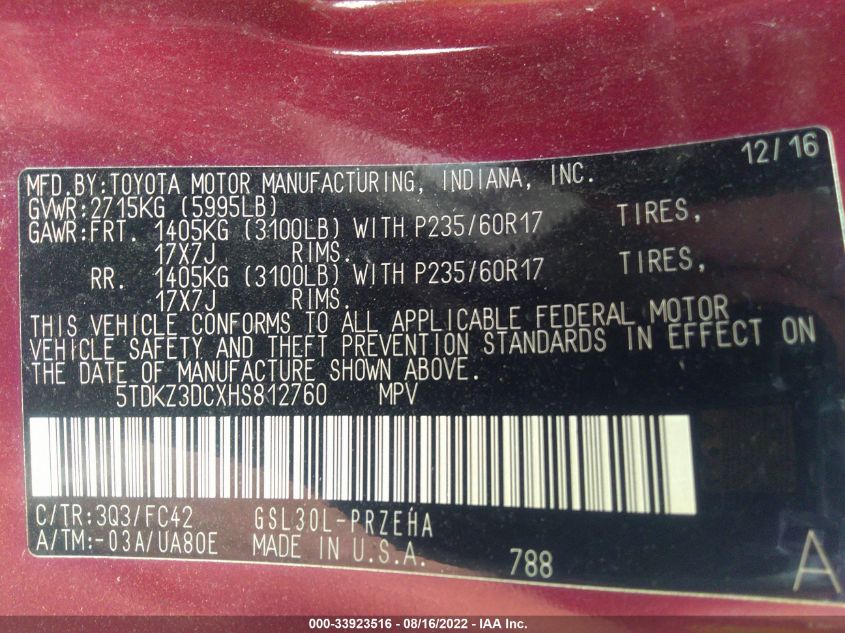 12/16
MFD.BY:TOYOTA MOTOR MANUFACTURING, INDIANA, INC.
GVWR:2715KG (5995LB)
GAWR:FRT. 1405KG (3100LB) WITH P235/60R17 TIRES,
17X7J RIMS.
RR. 1405KG (3100LB) WITH P235/60R17 TIRES,
17X7J RIMS.
THIS VEHICLE CONFORMS TO ALL APPLICABLE FEDERAL MOTOR
VEHICLE SAFETY AND THEFT PREVENTION STANDARDS IN EFFECT ON
THE DATE OF MANUFACTURE SHOWN ABOVE.
5TDKZ3DCXHS812760 MPV
C/TR:3Q3/FC42 GSL30L-PRZEHA
A/TM:-03A/UA80E MADE IN U.S.A. 788 A
000-33923516 - 08/16/2022 - IAA Inc.